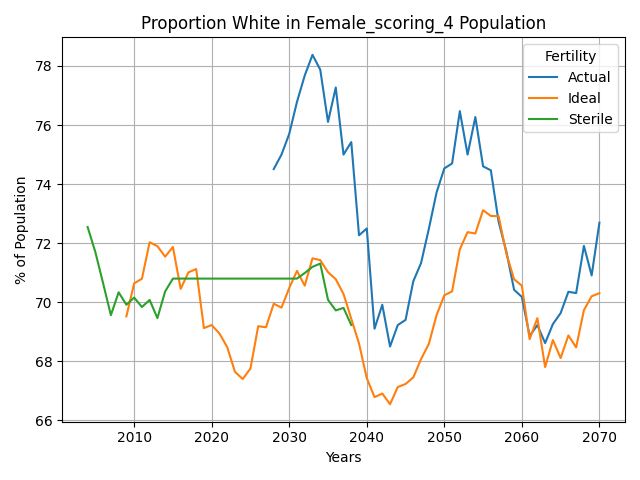 Proportion White in Female_scoring_4 Population
Fertility
Actual
Ideal
Sterile
% of Population
78
76
74
72
70
68
66
2010 2020 2030 2040 2050 2060 2070
Years